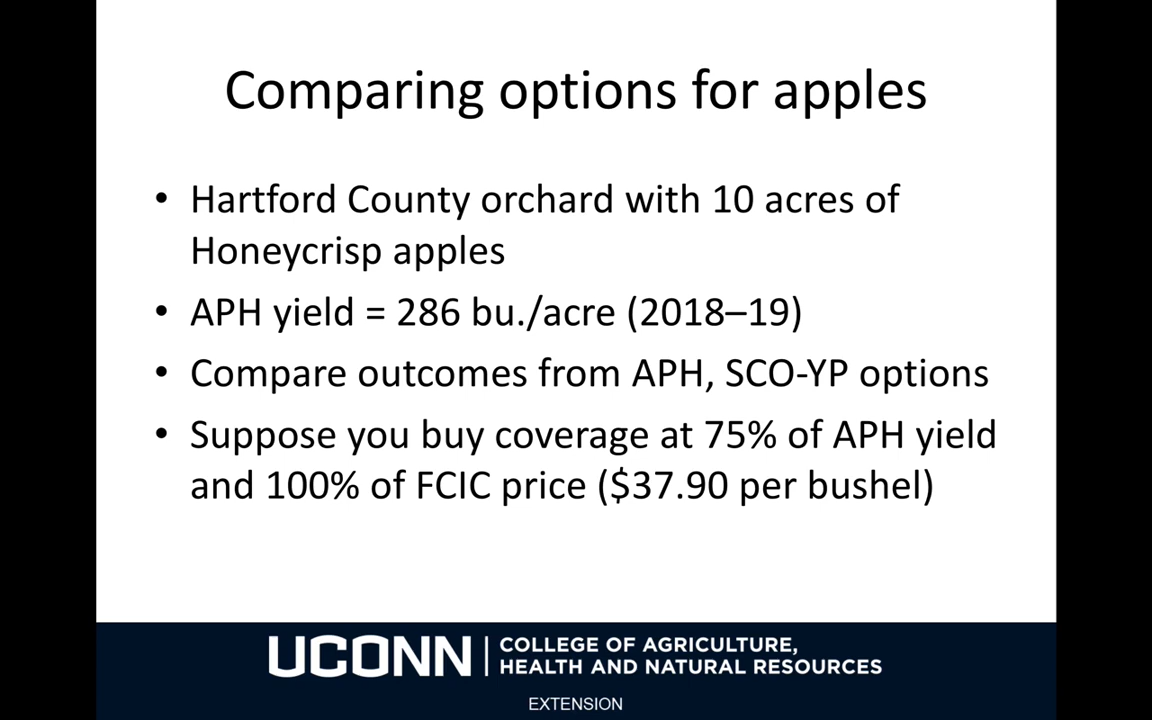 Comparing options for apples
• Hartford County orchard with 10 acres of
Honeycrisp apples
• APH yield = 286 bu./acre (2018–19)
• Compare outcomes from APH, SCO-YP options
• Suppose you buy coverage at 75% of APH yield
and 100% of FCIC price ($37.90 per bushel)
UCONN | COLLEGE OF AGRICULTURE,
HEALTH AND NATURAL RESOURCES
EXTENSION